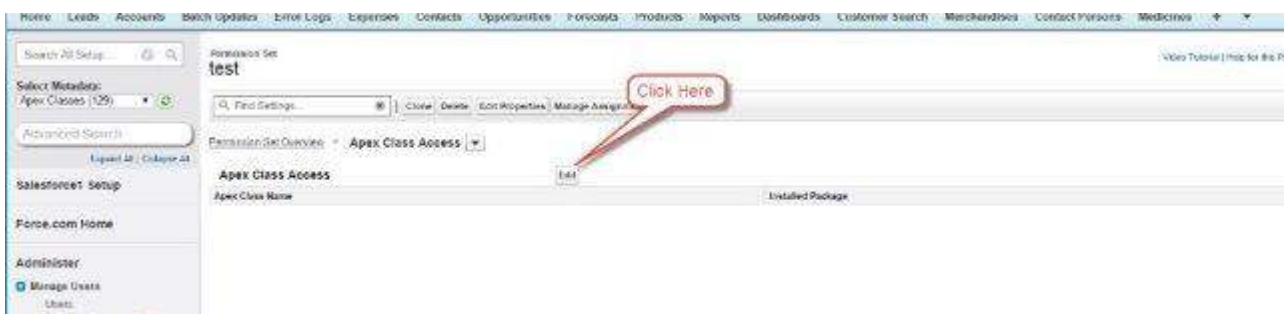 Home Leads Accounts Batch Updates Error Logs Expenses Contacts Opportunities Forecasts Products Reports Dashboards Customer Search Merchandises Contact Persons Medicines +
Search All Setup...
Permission Set
test
Video Tutorial | Help for this P
Select Metadata:
Apex Classes (129)
Click Here
Find Settings... Clone Delete Edit Properties Manage Assign
Advanced Search
Expand All | Collapse All
Permission Set Overview Apex Class Access
Apex Class Access Edit
Salesforce1 Setup
Apex Class Name Installed Package
Force.com Home
Administer
Manage Users
Users